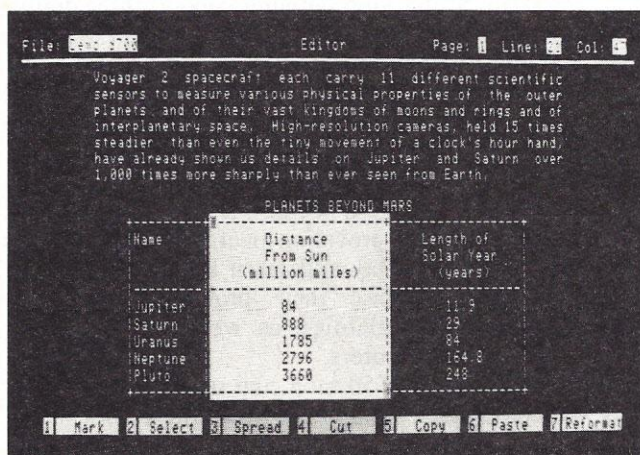 File: Demo Editor Page: 1 Line: Col:
Voyager 2 spacecraft each carry 11 different scientific
sensors to measure various physical properties of the outer
planets and of their vast kingdoms of moons and rings and of
interplanetary space. High-resolution cameras, held 15 times
steadier than even the tiny movement of a clock's hour hand,
have already shown us details on Jupiter and Saturn over
1,000 times more sharply than ever seen from Earth.
PLANETS BEYOND MARS
Name Distance Length of
From Sun Solar Year
(million miles) (years)
Jupiter 84 11.9
Saturn 888 29
Uranus 1785 84
Neptune 2796 164.8
Pluto 3660 248
1 Mark 2 Select 3 Spread 4 Cut 5 Copy 6 Paste 7 Reformat